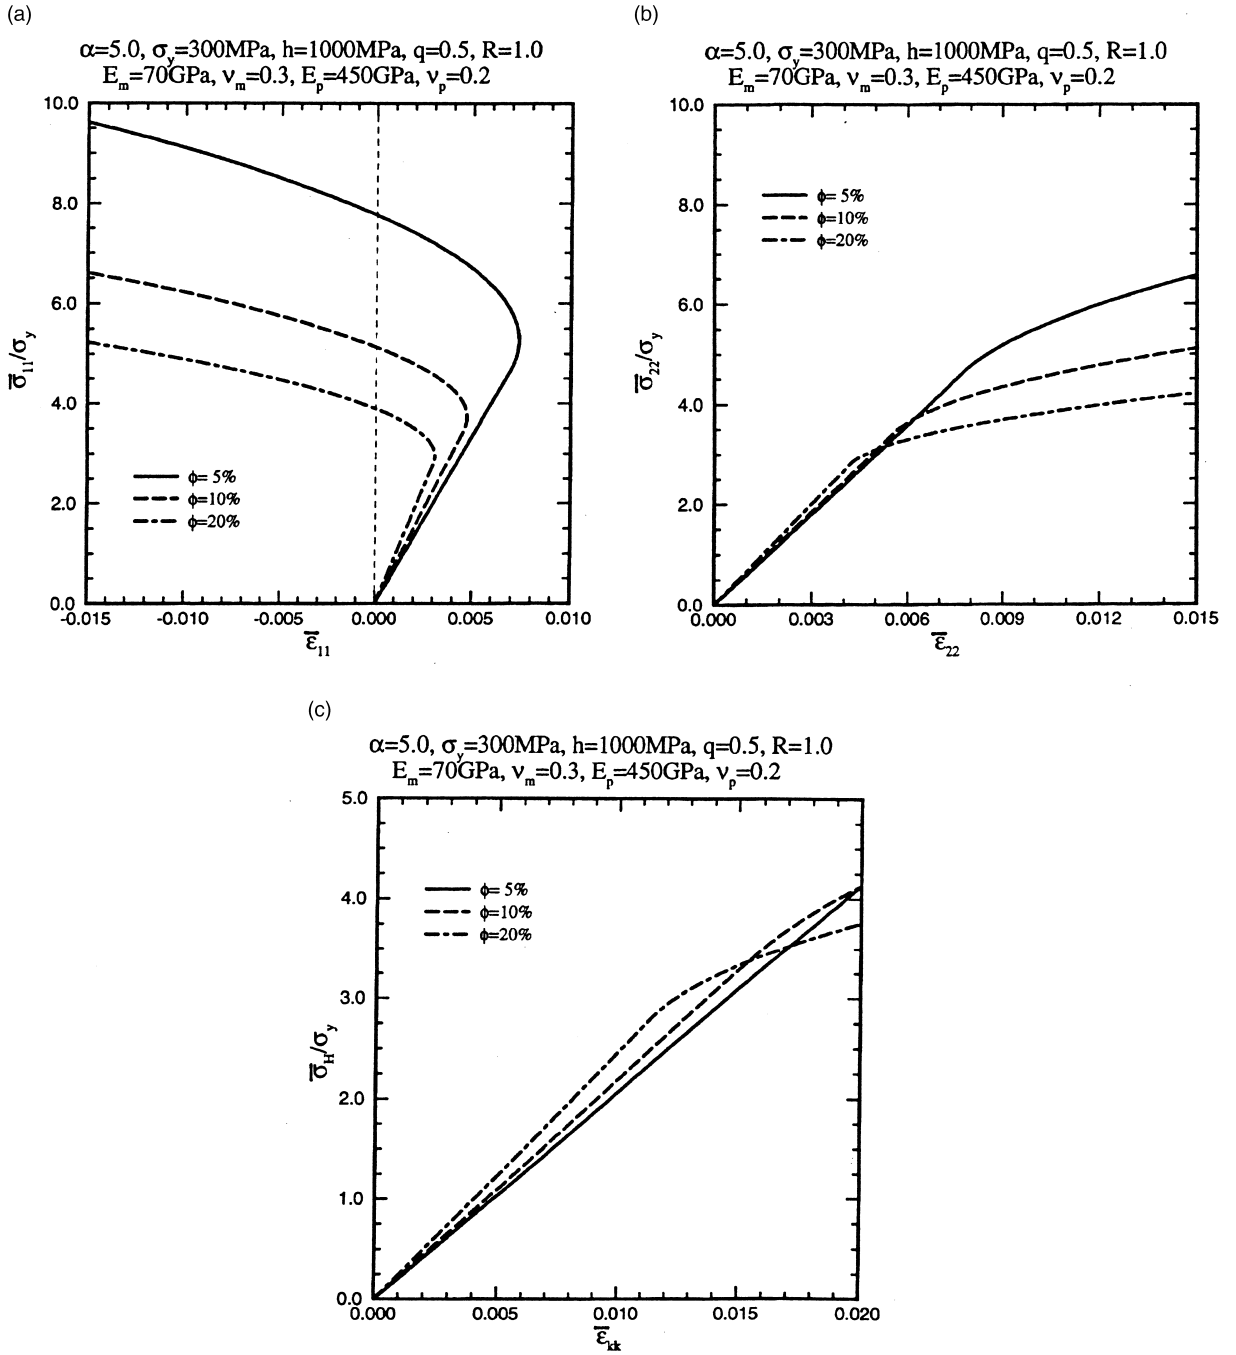 (a)
α=5.0, σy=300MPa, h=1000MPa, q=0.5, R=1.0
Em=70GPa, νm=0.3, Ep=450GPa, νp=0.2
10.0
8.0
6.0
4.0
2.0
0.0
σ̅11/σy
ϕ= 5%
ϕ=10%
ϕ=20%
-0.015 -0.010 -0.005 0.000 0.005 0.010
ε̅11
(b)
α=5.0, σy=300MPa, h=1000MPa, q=0.5, R=1.0
Em=70GPa, νm=0.3, Ep=450GPa, νp=0.2
10.0
8.0
6.0
4.0
2.0
0.0
σ̅22/σy
ϕ= 5%
ϕ=10%
ϕ=20%
0.000 0.003 0.006 0.009 0.012 0.015
ε̅22
(c)
α=5.0, σy=300MPa, h=1000MPa, q=0.5, R=1.0
Em=70GPa, νm=0.3, Ep=450GPa, νp=0.2
5.0
4.0
3.0
2.0
1.0
0.0
σ̅H/σy
ϕ= 5%
ϕ=10%
ϕ=20%
0.000 0.005 0.010 0.015 0.020
ε̅kk